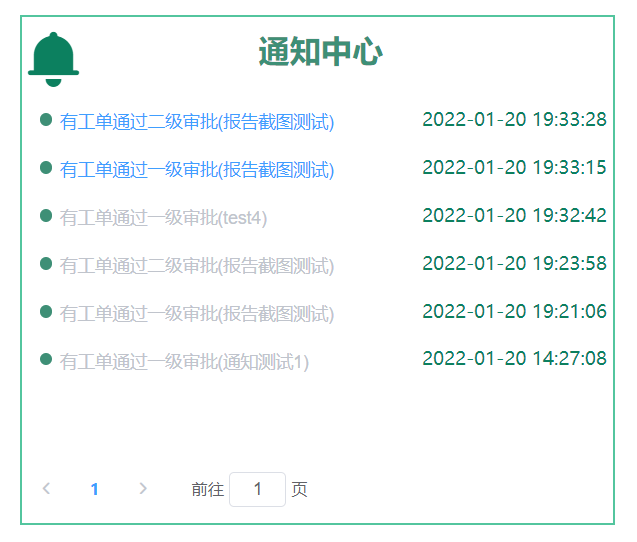 通知中心
有工单通过二级审批(报告截图测试) 2022-01-20 19:33:28
有工单通过一级审批(报告截图测试) 2022-01-20 19:33:15
有工单通过一级审批(test4) 2022-01-20 19:32:42
有工单通过二级审批(报告截图测试) 2022-01-20 19:23:58
有工单通过一级审批(报告截图测试) 2022-01-20 19:21:06
有工单通过一级审批(通知测试1) 2022-01-20 14:27:08
1 前往 1 页